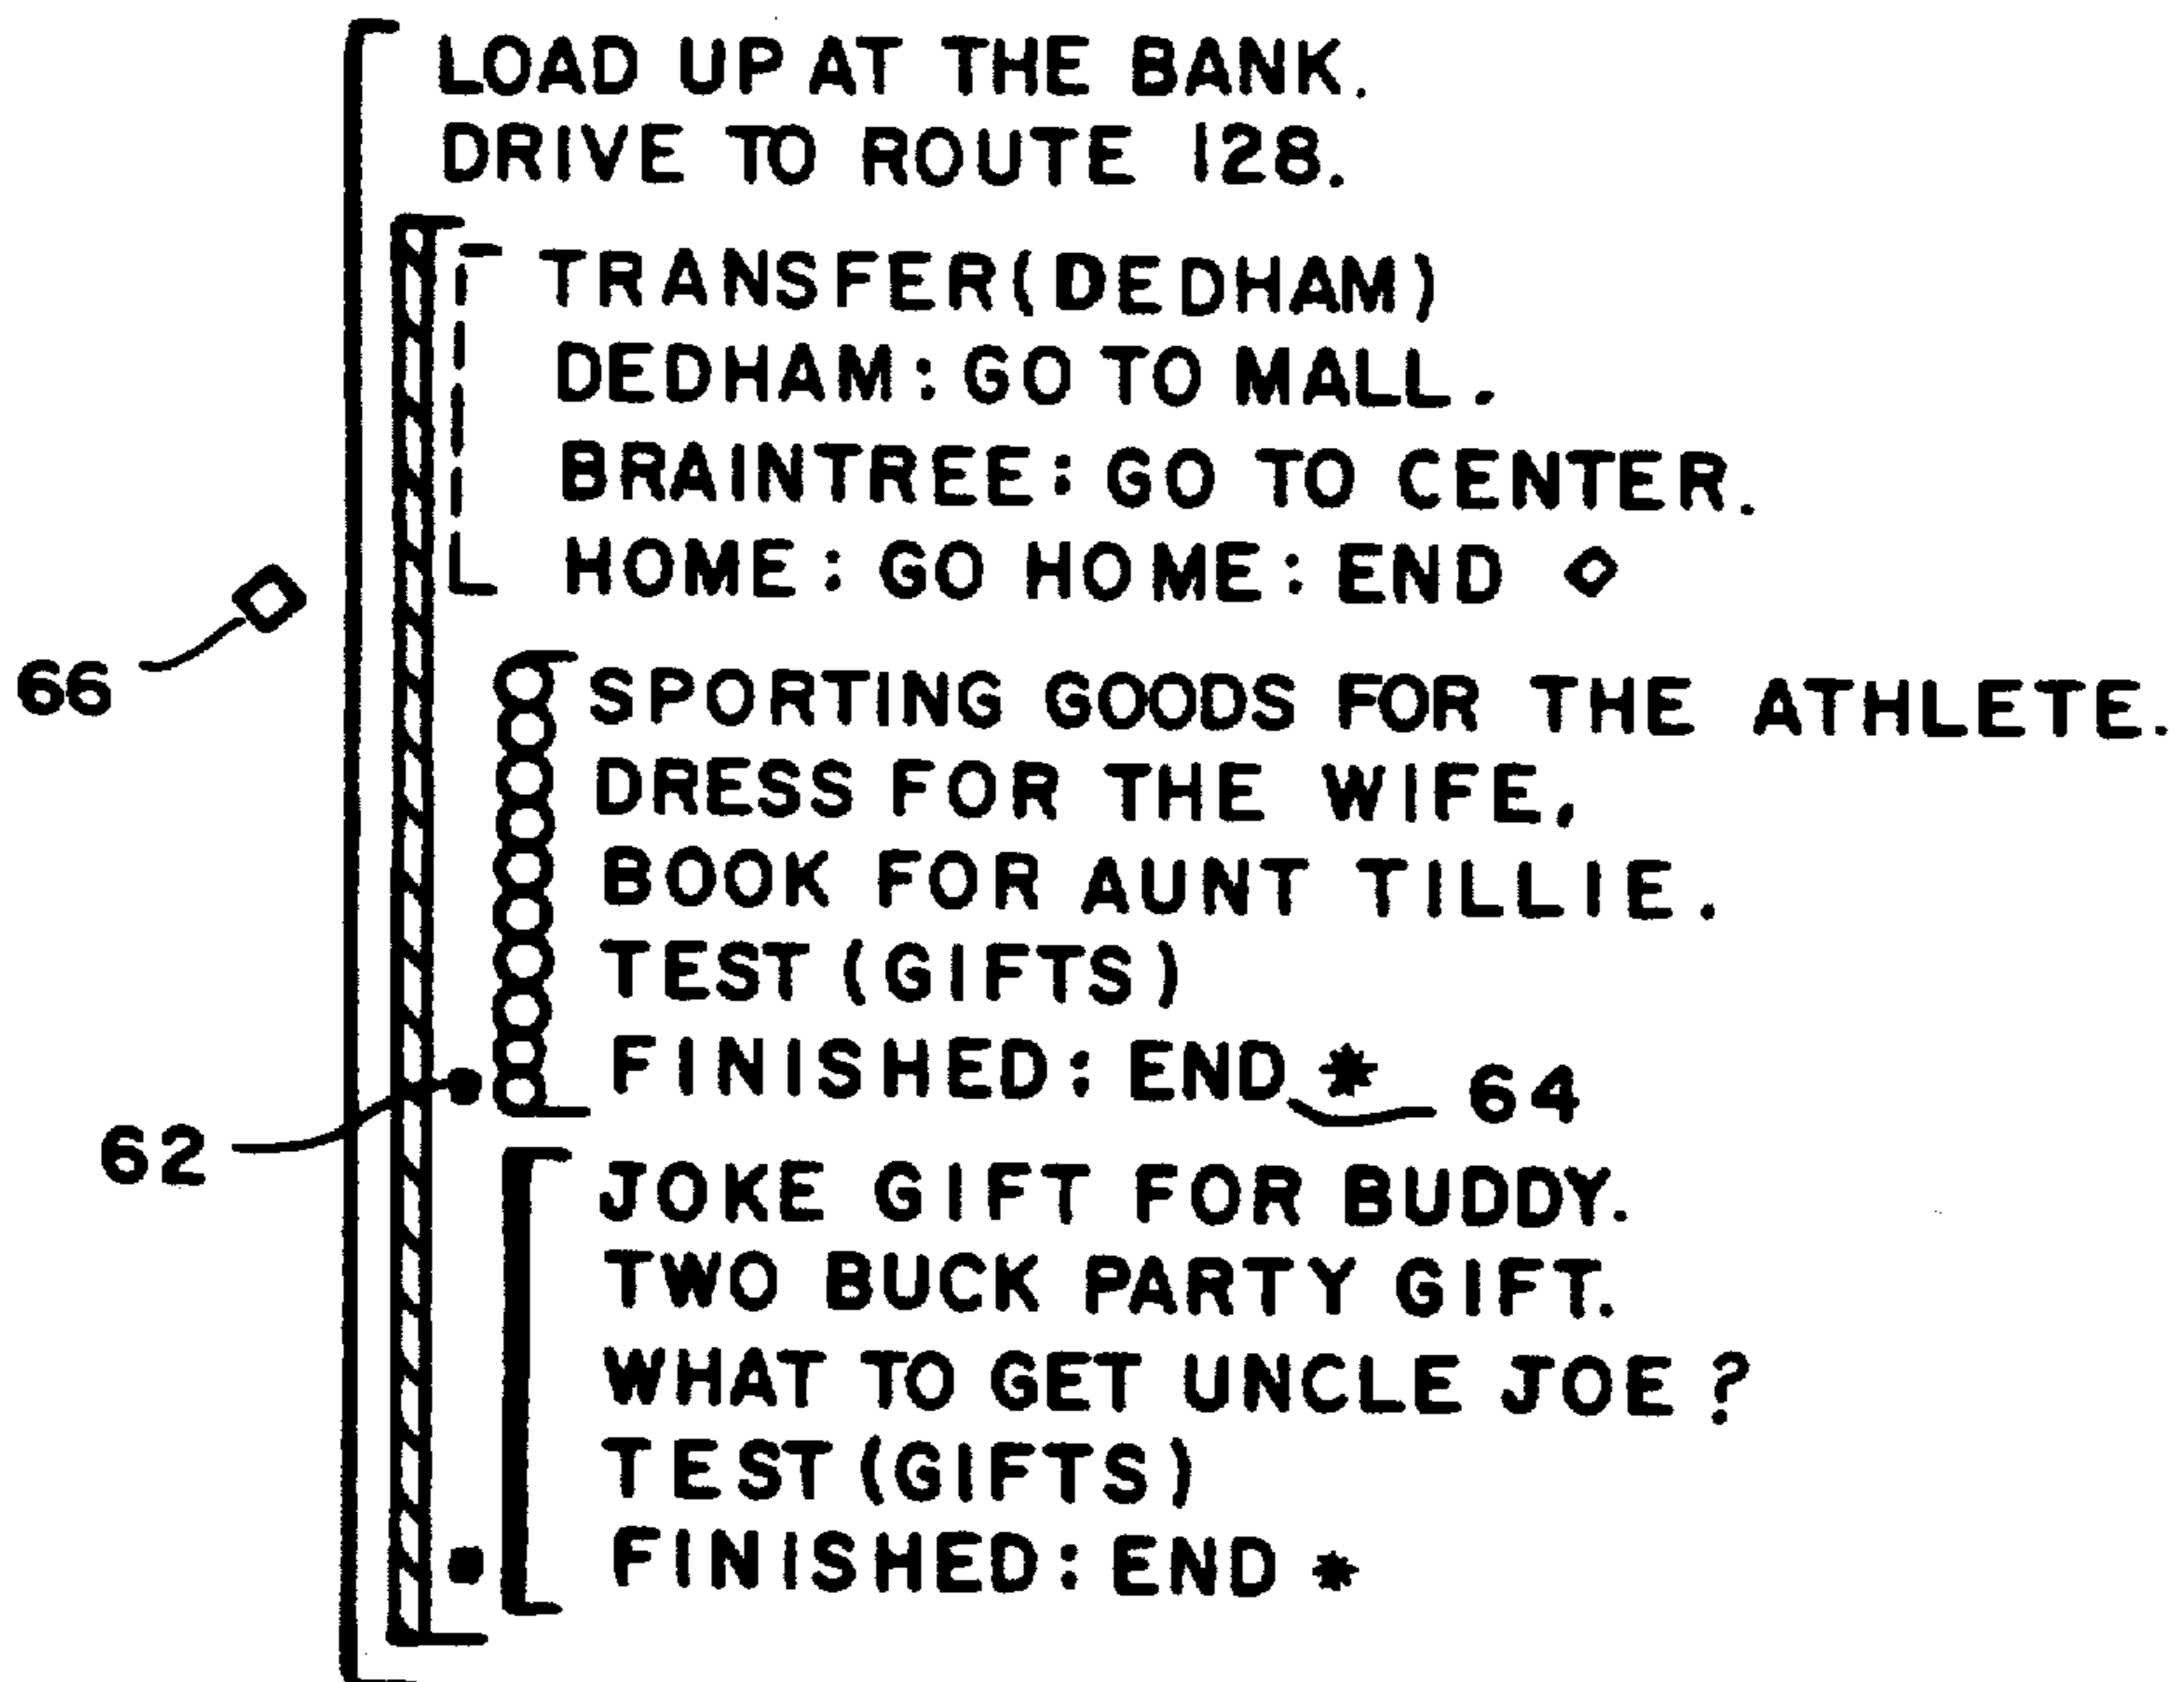 LOAD UP AT THE BANK.
DRIVE TO ROUTE 128.
TRANSFER(DEDHAM)
DEDHAM: GO TO MALL.
BRAINTREE: GO TO CENTER.
HOME: GO HOME: END ◇
66
SPORTING GOODS FOR THE ATHLETE.
DRESS FOR THE WIFE,
BOOK FOR AUNT TILLIE.
TEST (GIFTS)
FINISHED: END * 64
62
JOKE GIFT FOR BUDDY.
TWO BUCK PARTY GIFT.
WHAT TO GET UNCLE JOE?
TEST (GIFTS)
FINISHED: END *